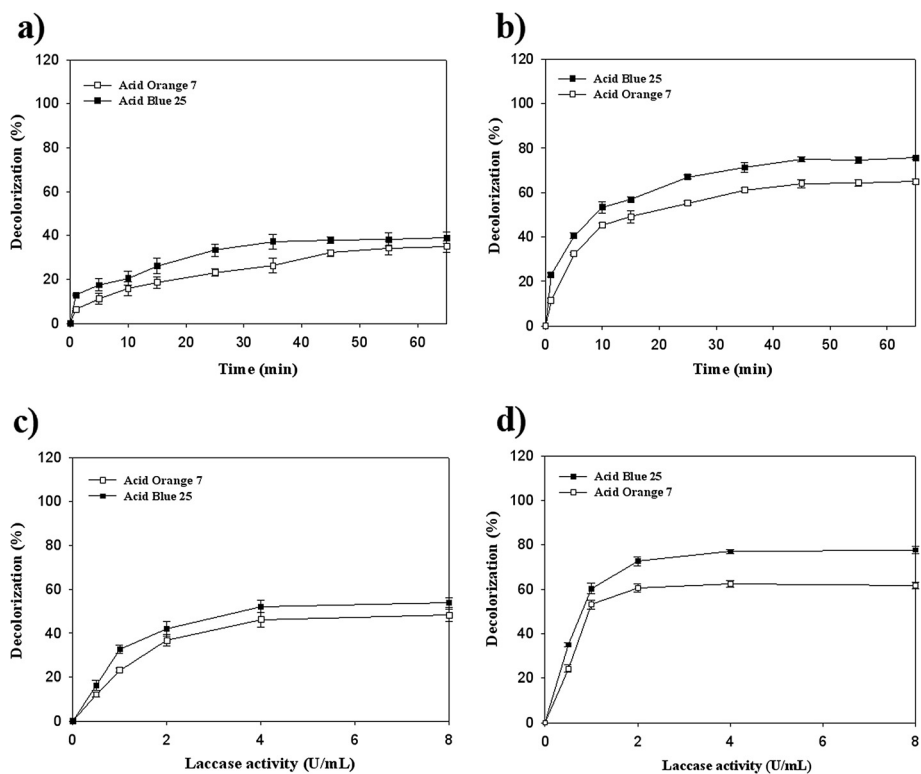 a)
120
100
80
60
40
20
0
Decolorization (%)
Acid Orange 7
Acid Blue 25
0 10 20 30 40 50 60
Time (min)
b)
120
100
80
60
40
20
0
Decolorization (%)
Acid Blue 25
Acid Orange 7
0 10 20 30 40 50 60
Time (min)
c)
120
100
80
60
40
20
0
Decolorization (%)
Acid Orange 7
Acid Blue 25
0 2 4 6 8
Laccase activity (U/mL)
d)
120
100
80
60
40
20
0
Decolorization (%)
Acid Blue 25
Acid Orange 7
0 2 4 6 8
Laccase activity (U/mL)